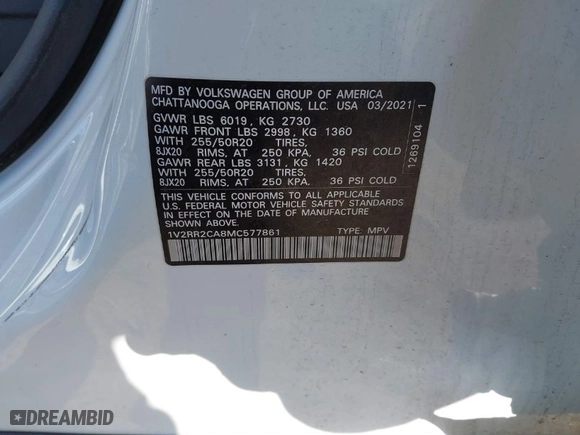 MFD BY VOLKSWAGEN GROUP OF AMERICA
CHATTANOOGA OPERATIONS, LLC. USA 03/2021
GVWR LBS 6019 , KG 2730
GAWR FRONT LBS 2998, KG 1360
WITH 255/50R20 TIRES,
8JX20 RIMS, AT 250 KPA. 36 PSI COLD
GAWR REAR LBS 3131, KG 1420
WITH 255/50R20 TIRES,
8JX20 RIMS, AT 250 KPA. 36 PSI COLD
THIS VEHICLE CONFORMS TO ALL APPLICABLE
U.S. FEDERAL MOTOR VEHICLE SAFETY STANDARDS
IN EFFECT ON THE DATE OF MANUFACTURE
SHOWN ABOVE.
1V2RR2CA8MC577861 TYPE: MPV
1269104 1
DREAMBID